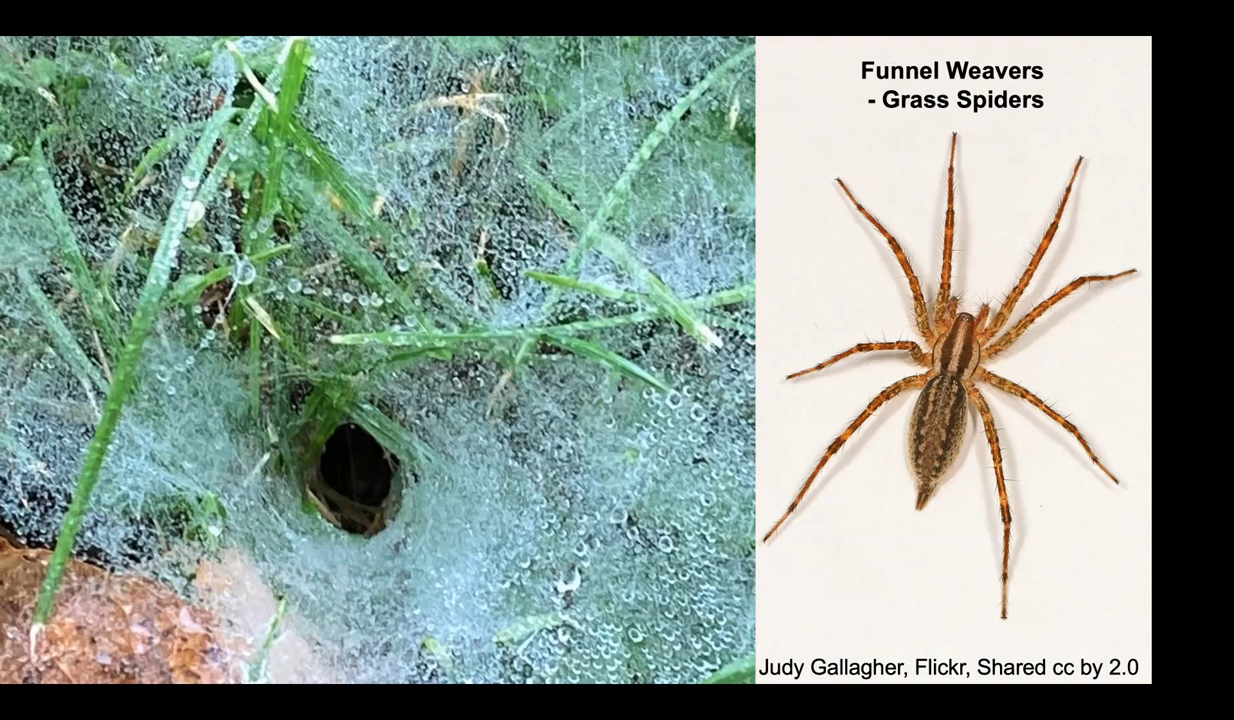 Funnel Weavers
- Grass Spiders
Judy Gallagher, Flickr, Shared cc by 2.0